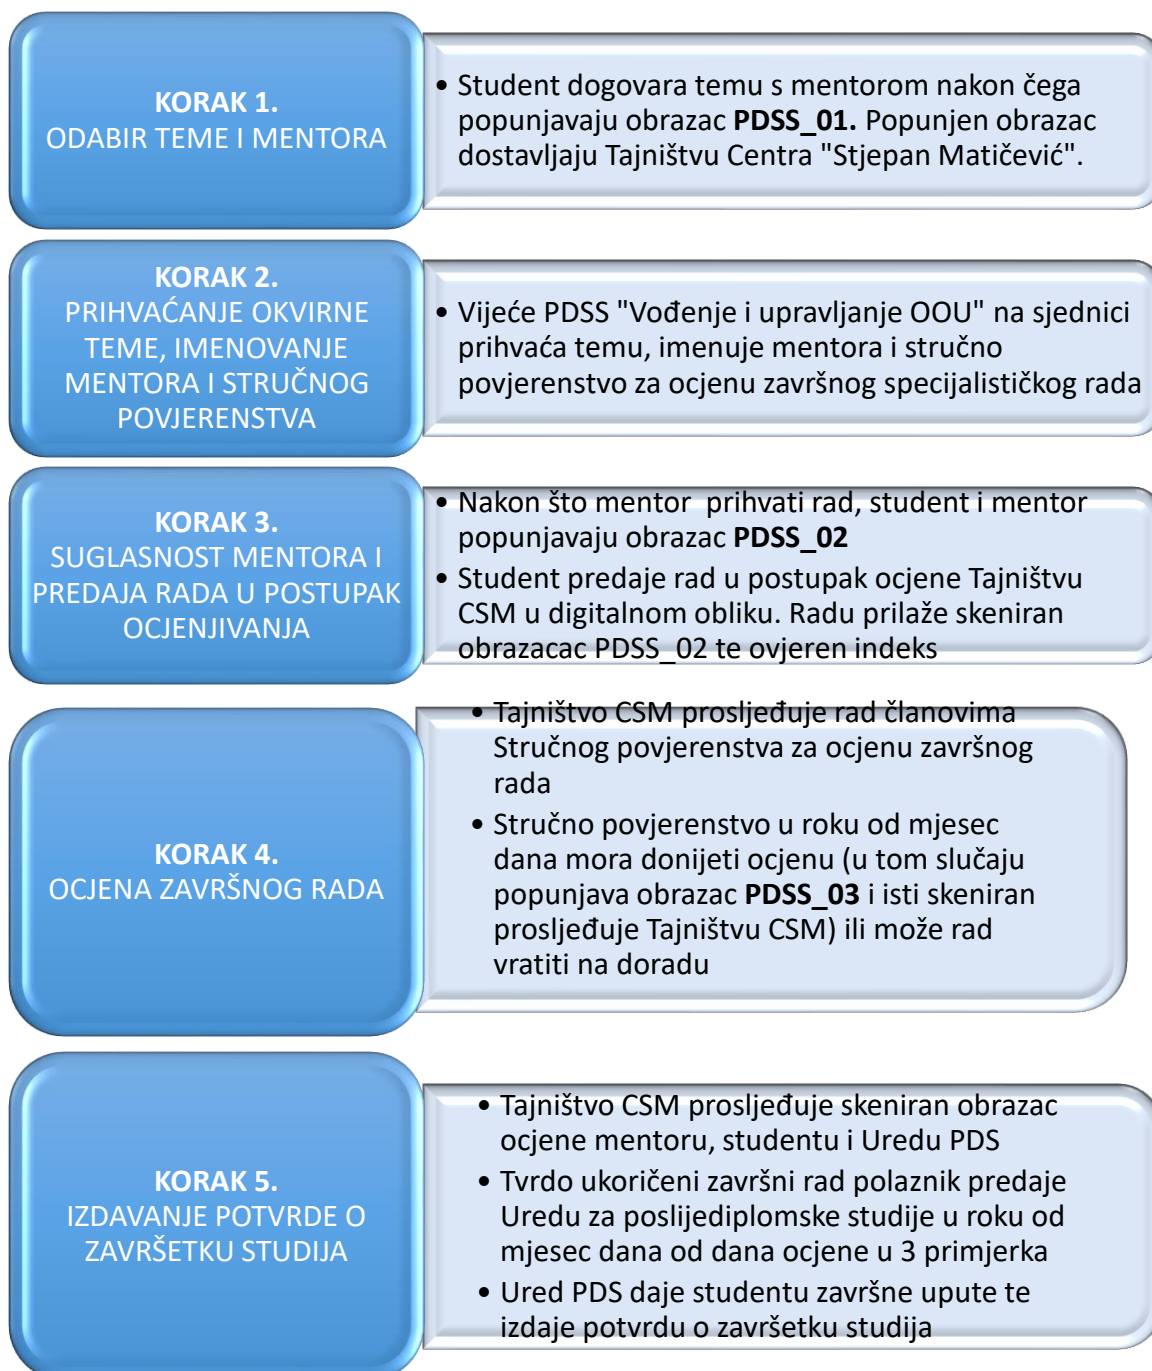 KORAK 1.
ODABIR TEME I MENTORA
• Student dogovara temu s mentorom nakon čega
popunjavaju obrazac PDSS_01. Popunjen obrazac
dostavljaju Tajništvu Centra "Stjepan Matičević".
KORAK 2.
PRIHVAĆANJE OKVIRNE
TEME, IMENOVANJE
MENTORA I STRUČNOG
POVJERENSTVA
• Vijeće PDSS "Vođenje i upravljanje OOU" na sjednici
prihvaća temu, imenuje mentora i stručno
povjerenstvo za ocjenu završnog specijalističkog rada
KORAK 3.
SUGLASNOST MENTORA I
PREDAJA RADA U POSTUPAK
OCJENJIVANJA
• Nakon što mentor  prihvati rad, student i mentor
popunjavaju obrazac PDSS_02
• Student predaje rad u postupak ocjene Tajništvu
CSM u digitalnom obliku. Radu prilaže skeniran
obrazacac PDSS_02 te ovjeren indeks
KORAK 4.
OCJENA ZAVRŠNOG RADA
• Tajništvo CSM prosljeđuje rad članovima
Stručnog povjerenstva za ocjenu završnog
rada
• Stručno povjerenstvo u roku od mjesec
dana mora donijeti ocjenu (u tom slučaju
popunjava obrazac PDSS_03 i isti skeniran
prosljeđuje Tajništvu CSM) ili može rad
vratiti na doradu
KORAK 5.
IZDAVANJE POTVRDE O
ZAVRŠETKU STUDIJA
• Tajništvo CSM prosljeđuje skeniran obrazac
ocjene mentoru, studentu i Uredu PDS
• Tvrdo ukoričeni završni rad polaznik predaje
Uredu za poslijediplomske studije u roku od
mjesec dana od dana ocjene u 3 primjerka
• Ured PDS daje studentu završne upute te
izdaje potvrdu o završetku studija